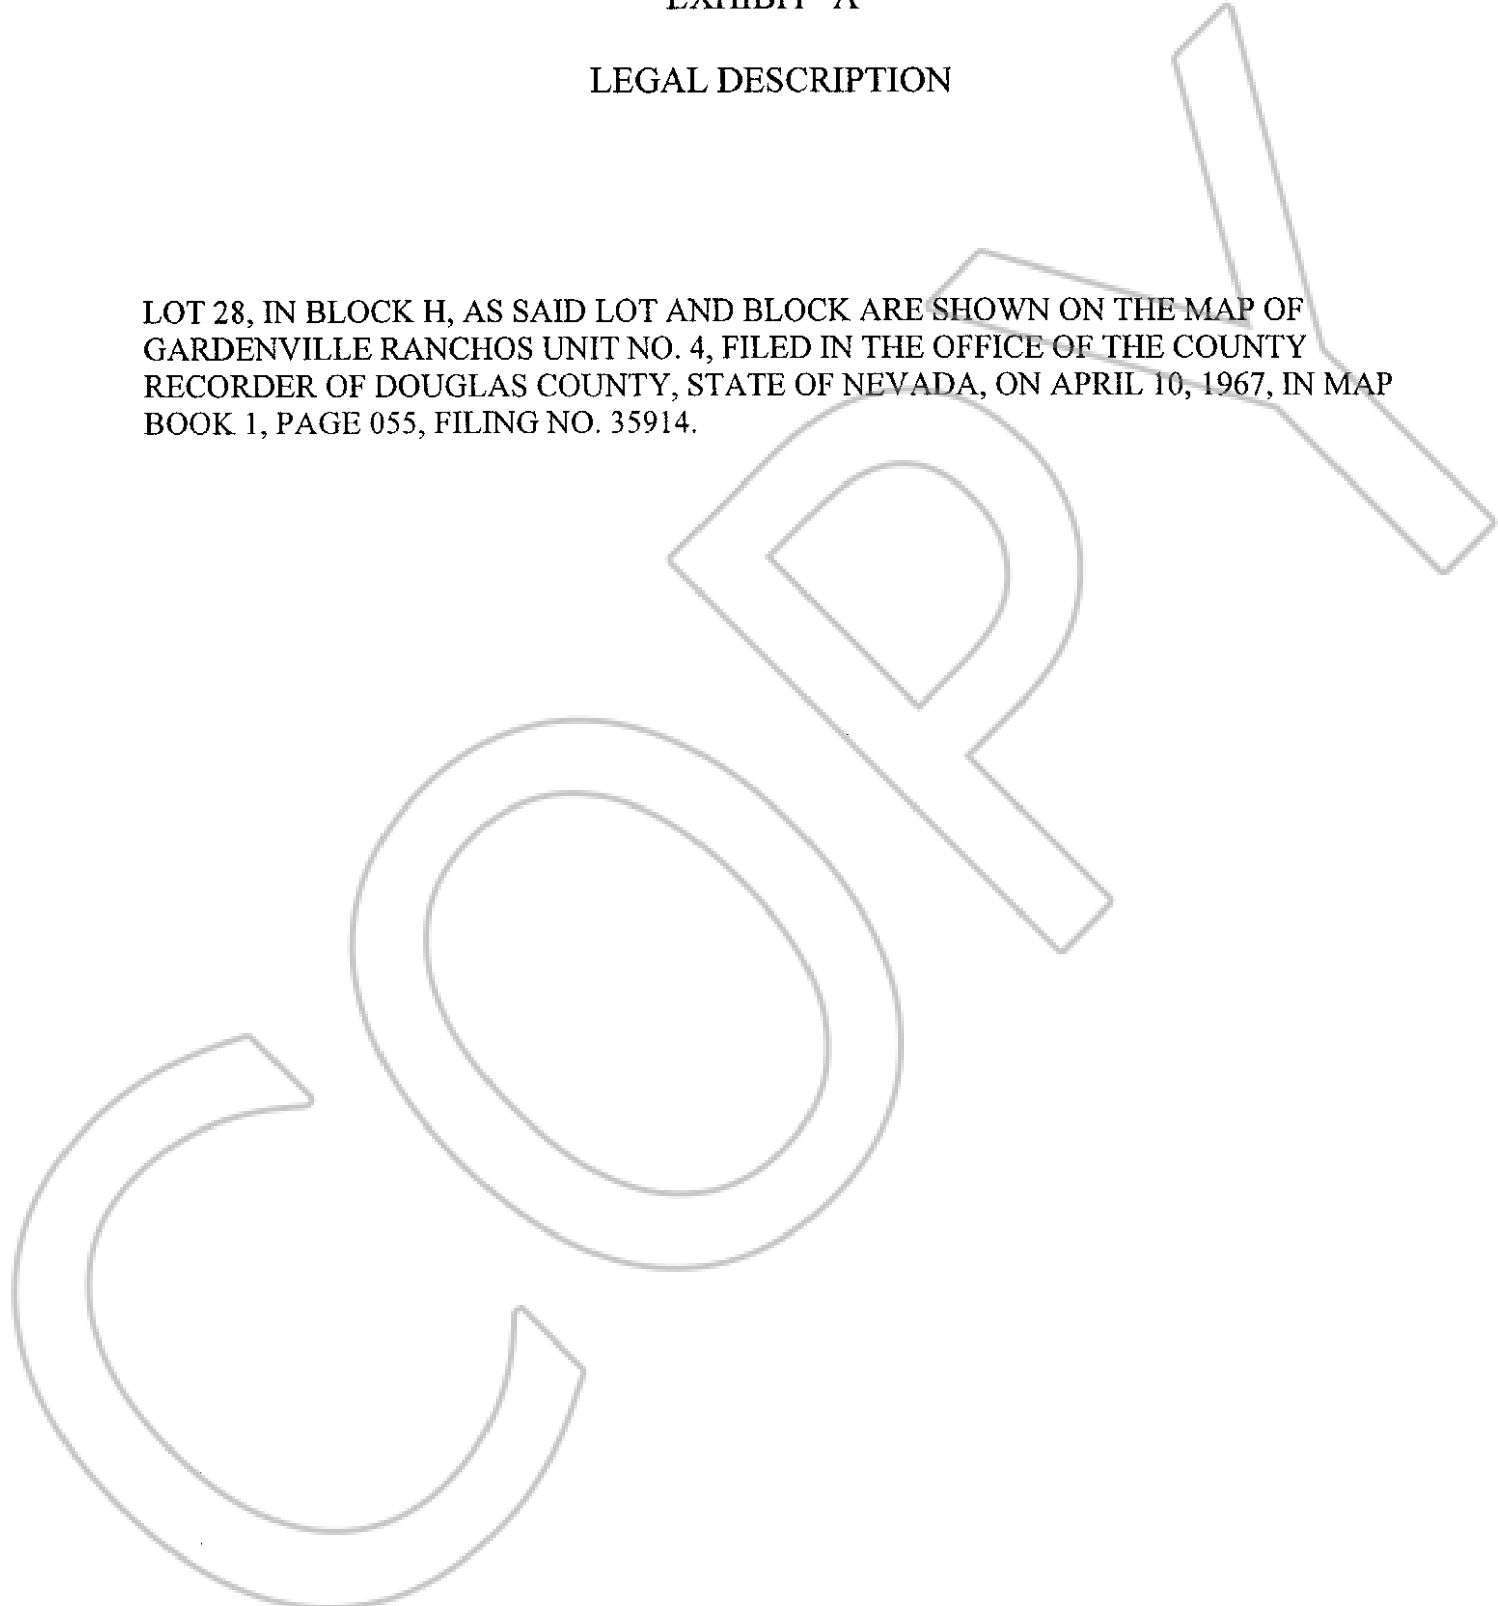 EXHIBIT "A"
LEGAL DESCRIPTION
LOT 28, IN BLOCK H, AS SAID LOT AND BLOCK ARE SHOWN ON THE MAP OF
GARDENVILLE RANCHOS UNIT NO. 4, FILED IN THE OFFICE OF THE COUNTY
RECORDER OF DOUGLAS COUNTY, STATE OF NEVADA, ON APRIL 10, 1967, IN MAP
BOOK 1, PAGE 055, FILING NO. 35914.
COPY